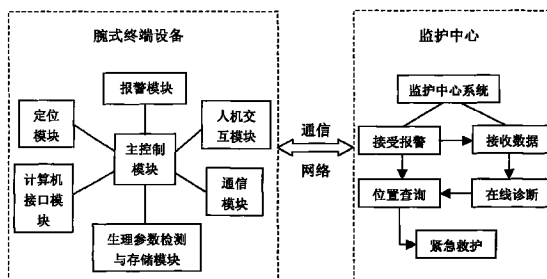 腕式终端设备
监护中心
报警模块
定位
模块
人机交
互模块
主控制
模块
计算机
接口模
块
通信
模块
生理参数检测
与存储模块
通信
网络
监护中心系统
接受报警
接收数据
位置查询
在线诊断
紧急救护